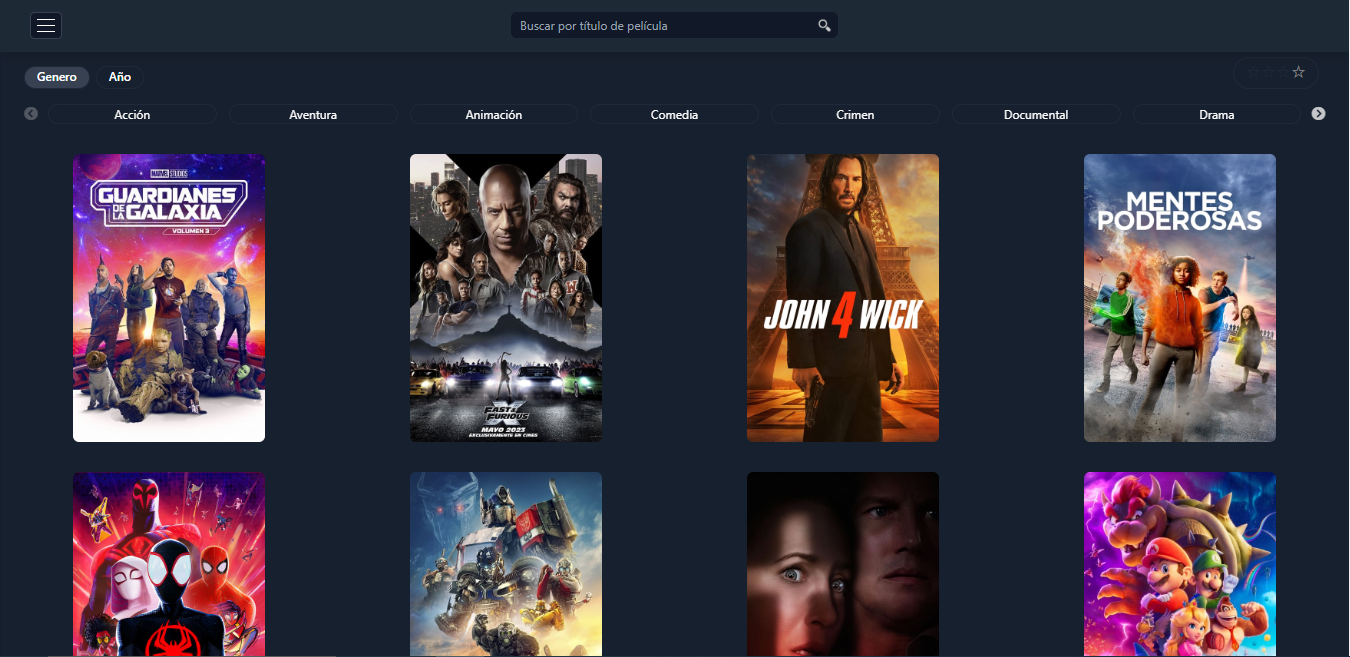 Buscar por título de película
Genero Año
Acción Aventura Animación Comedia Crimen Documental Drama
MARVEL STUDIOS
GUARDIANES
DE LA GALAXIA
VOLUMEN 3
FAST & FURIOUS X
MAYO 2023
EXCLUSIVAMENTE EN CINES
JOHN 4 WICK
MENTES
PODEROSAS